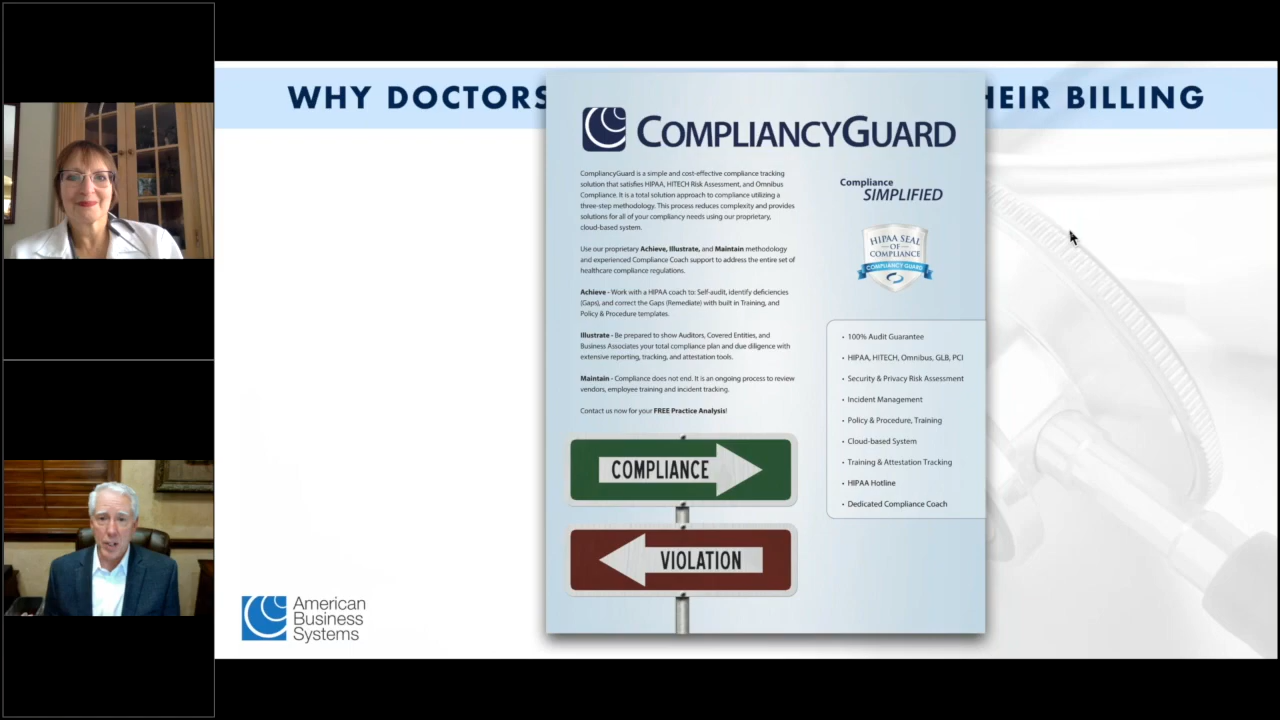 WHY DOCTORS
HEIR BILLING
COMPLIANCYGUARD
CompliancyGuard is a simple and cost-effective compliance tracking
solution that satisfies HIPAA, HITECH Risk Assessment, and Omnibus
Compliance. It is a total solution approach to compliance utilizing a
three-step methodology. This process reduces complexity and provides
solutions for all of your compliancy needs using our proprietary,
cloud-based system.
Use our proprietary Achieve, Illustrate, and Maintain methodology
and experienced Compliance Coach support to address the entire set of
healthcare compliance regulations.
Achieve - Work with a HIPAA coach to: Self-audit, identify deficiencies
(Gaps), and correct the Gaps (Remediate) with built in Training, and
Policy & Procedure templates.
Illustrate - Be prepared to show Auditors, Covered Entities, and
Business Associates your total compliance plan and due diligence with
extensive reporting, tracking, and attestation tools.
Maintain - Compliance does not end. It is an ongoing process to review
vendors, employee training and incident tracking.
Contact us now for your FREE Practice Analysis!
Compliance
SIMPLIFIED
HIPAA SEAL
OF
COMPLIANCE
COMPLIANCY GUARD
• 100% Audit Guarantee
• HIPAA, HITECH, Omnibus, GLB, PCI
• Security & Privacy Risk Assessment
• Incident Management
• Policy & Procedure, Training
• Cloud-based System
• Training & Attestation Tracking
• HIPAA Hotline
• Dedicated Compliance Coach
COMPLIANCE
VIOLATION
American
Business
Systems